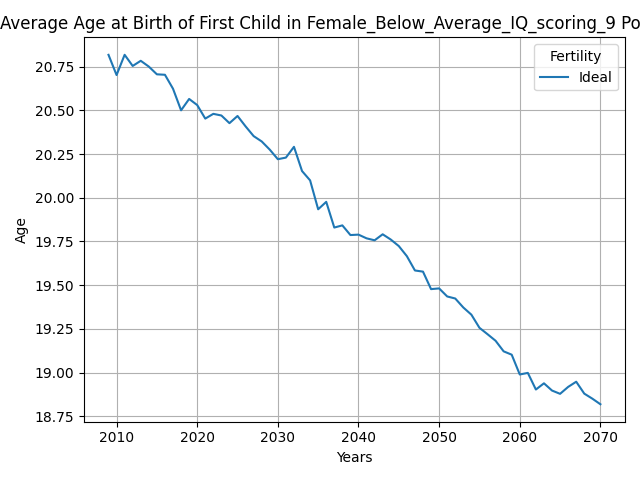 Average Age at Birth of First Child in Female_Below_Average_IQ_scoring_9 Po
Fertility
Ideal
20.75
20.50
20.25
20.00
19.75
19.50
19.25
19.00
18.75
Age
2010 2020 2030 2040 2050 2060 2070
Years